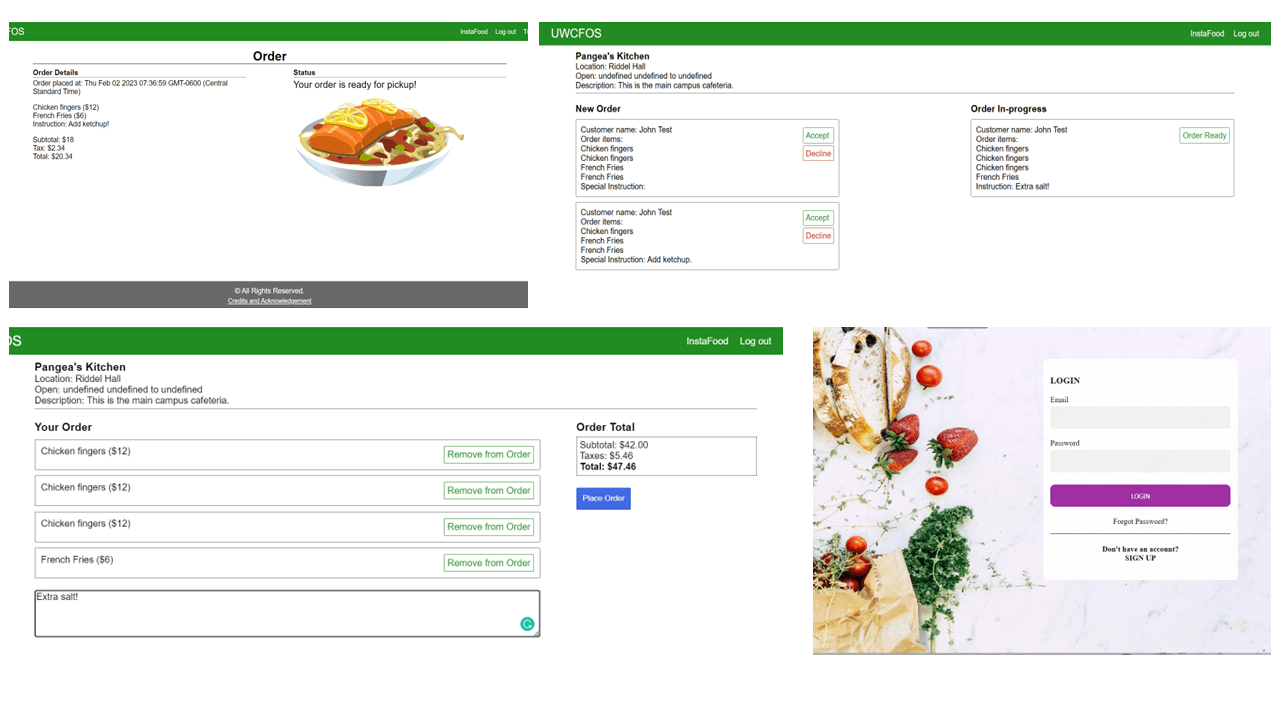 FOS
InstaFood Log out
Order
Order Details
Order placed at: Thu Feb 02 2023 07:36:59 GMT-0600 (Central
Standard Time)
Chicken fingers ($12)
French Fries ($6)
Instruction: Add ketchup!
Subtotal: $18
Tax: $2.34
Total: $20.34
Status
Your order is ready for pickup!
© All Rights Reserved.
Credits and Acknowledgement
UWCFOS
InstaFood Log out
Pangea's Kitchen
Location: Riddel Hall
Open: undefined undefined to undefined
Description: This is the main campus cafeteria.
New Order
Customer name: John Test
Order items:
Chicken fingers
Chicken fingers
French Fries
French Fries
Special Instruction:
Accept
Decline
Customer name: John Test
Order items:
Chicken fingers
French Fries
French Fries
Special Instruction: Add ketchup.
Accept
Decline
Order In-progress
Customer name: John Test
Order items:
Chicken fingers
Chicken fingers
Chicken fingers
French Fries
Instruction: Extra salt!
Order Ready
OS
InstaFood Log out
Pangea's Kitchen
Location: Riddel Hall
Open: undefined undefined to undefined
Description: This is the main campus cafeteria.
Your Order
Chicken fingers ($12) Remove from Order
Chicken fingers ($12) Remove from Order
Chicken fingers ($12) Remove from Order
French Fries ($6) Remove from Order
Extra salt!
Order Total
Subtotal: $42.00
Taxes: $5.46
Total: $47.46
Place Order
LOGIN
Email
Password
LOGIN
Forgot Password?
Don't have an account?
SIGN UP